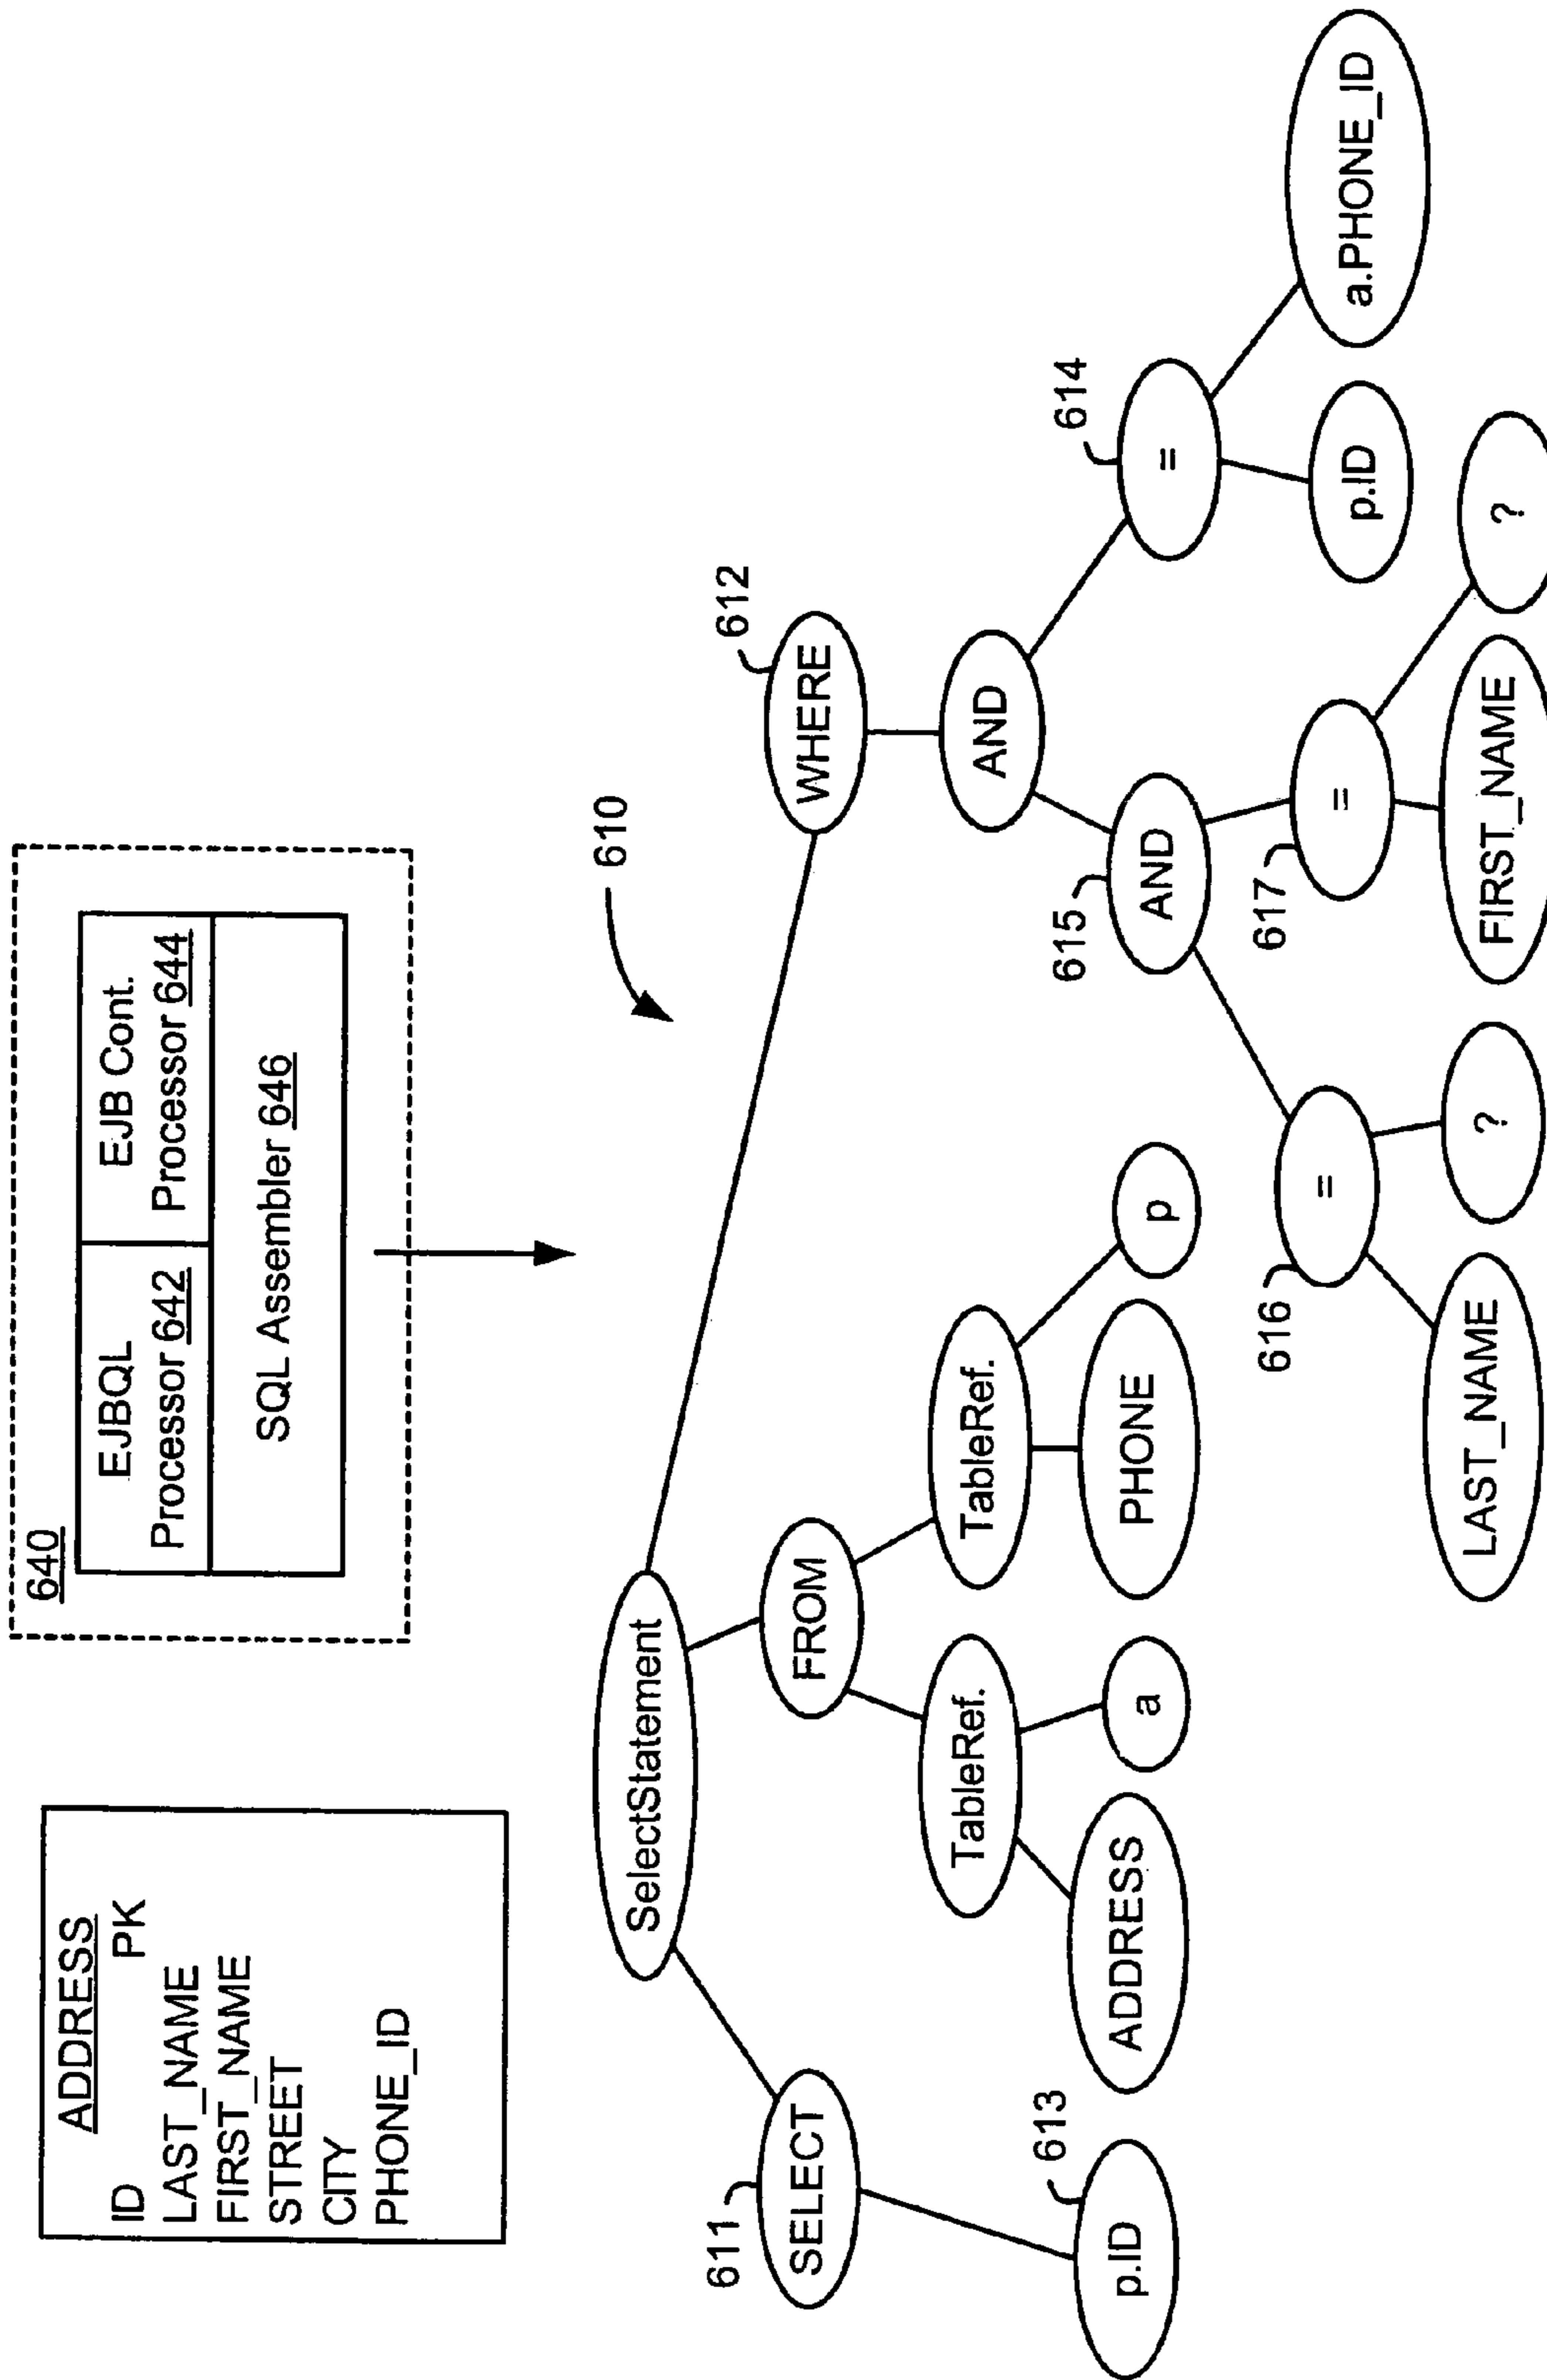 ADDRESS
ID PK
LAST_NAME
FIRST_NAME
STREET
CITY
PHONE_ID
640
EJBQL
Processor 642
EJB Cont.
Processor 644
SQL Assembler 646
610
SelectStatement
611
SELECT
FROM
612
WHERE
613
p.ID
TableRef.
TableRef.
AND
ADDRESS
a
PHONE
p
615
AND
614
=
616
=
617
=
p.ID
a.PHONE_ID
LAST_NAME
?
FIRST_NAME
?